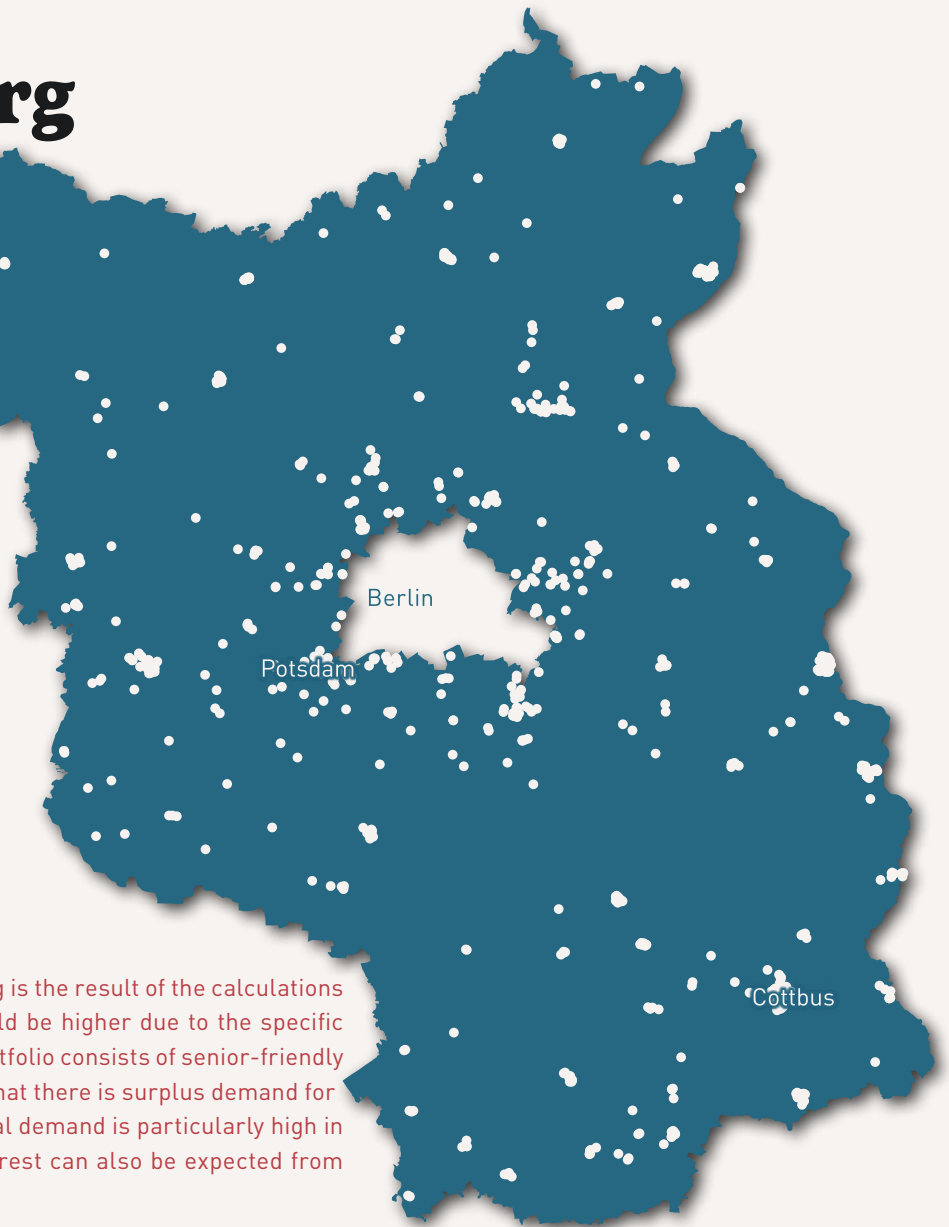 rg
Berlin
Potsdam
Cottbus
g is the result of the calculations
ld be higher due to the specific
tfolio consists of senior-friendly
hat there is surplus demand for
al demand is particularly high in
rest can also be expected from